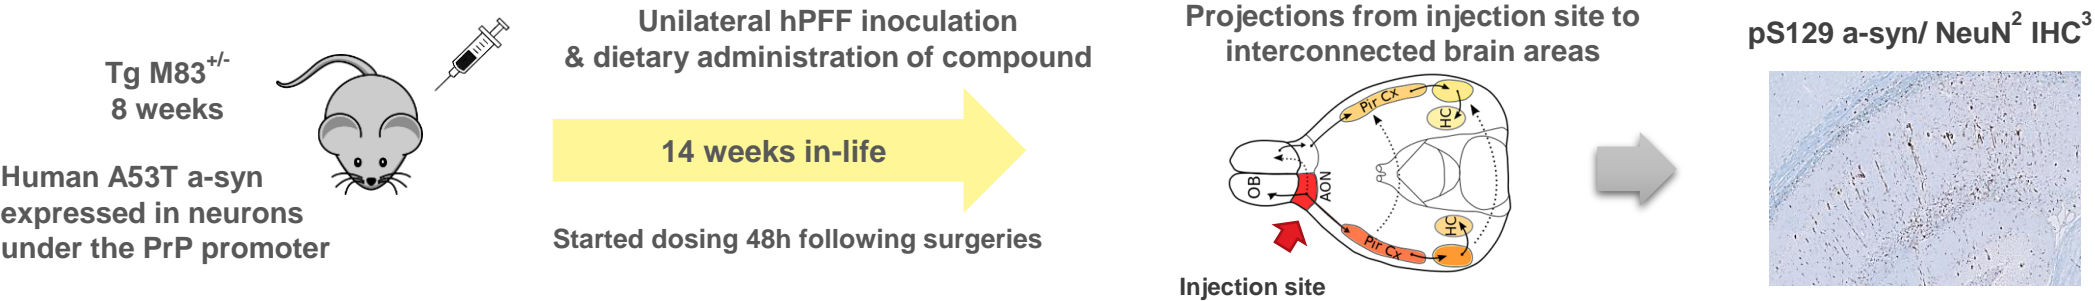 Tg M83+/-
8 weeks
Human A53T a-syn
expressed in neurons
under the PrP promoter
Unilateral hPFF inoculation
& dietary administration of compound
14 weeks in-life
Started dosing 48h following surgeries
Projections from injection site to
interconnected brain areas
Pir Cx
HC
OB
AON
HC
Pir Cx
Injection site
pS129 a-syn/ NeuN2 IHC3